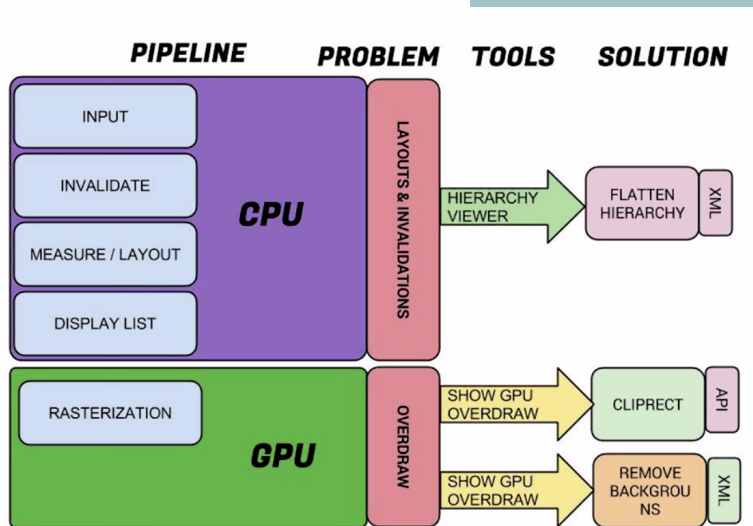 PIPELINE
PROBLEM
TOOLS
SOLUTION
INPUT
INVALIDATE
MEASURE / LAYOUT
DISPLAY LIST
CPU
LAYOUTS & INVALIDATIONS
HIERARCHY
VIEWER
FLATTEN
HIERARCHY
XML
RASTERIZATION
GPU
OVERDRAW
SHOW GPU
OVERDRAW
CLIPRECT
API
SHOW GPU
OVERDRAW
REMOVE
BACKGROU
NS
XML